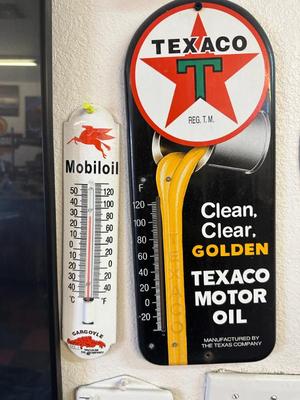 TEXACO
T
REG. T.M.
Clean,
Clear,
GOLDEN
TEXACO
MOTOR
OIL
MANUFACTURED BY
THE TEXAS COMPANY
F
120
100
80
60
40
20
0
-20
TEXACO
Mobiloil
50 120
40 100
30 80
20 60
10 40
0 20
10 0
20
30 20
40 40
°C °F
GARGOYLE